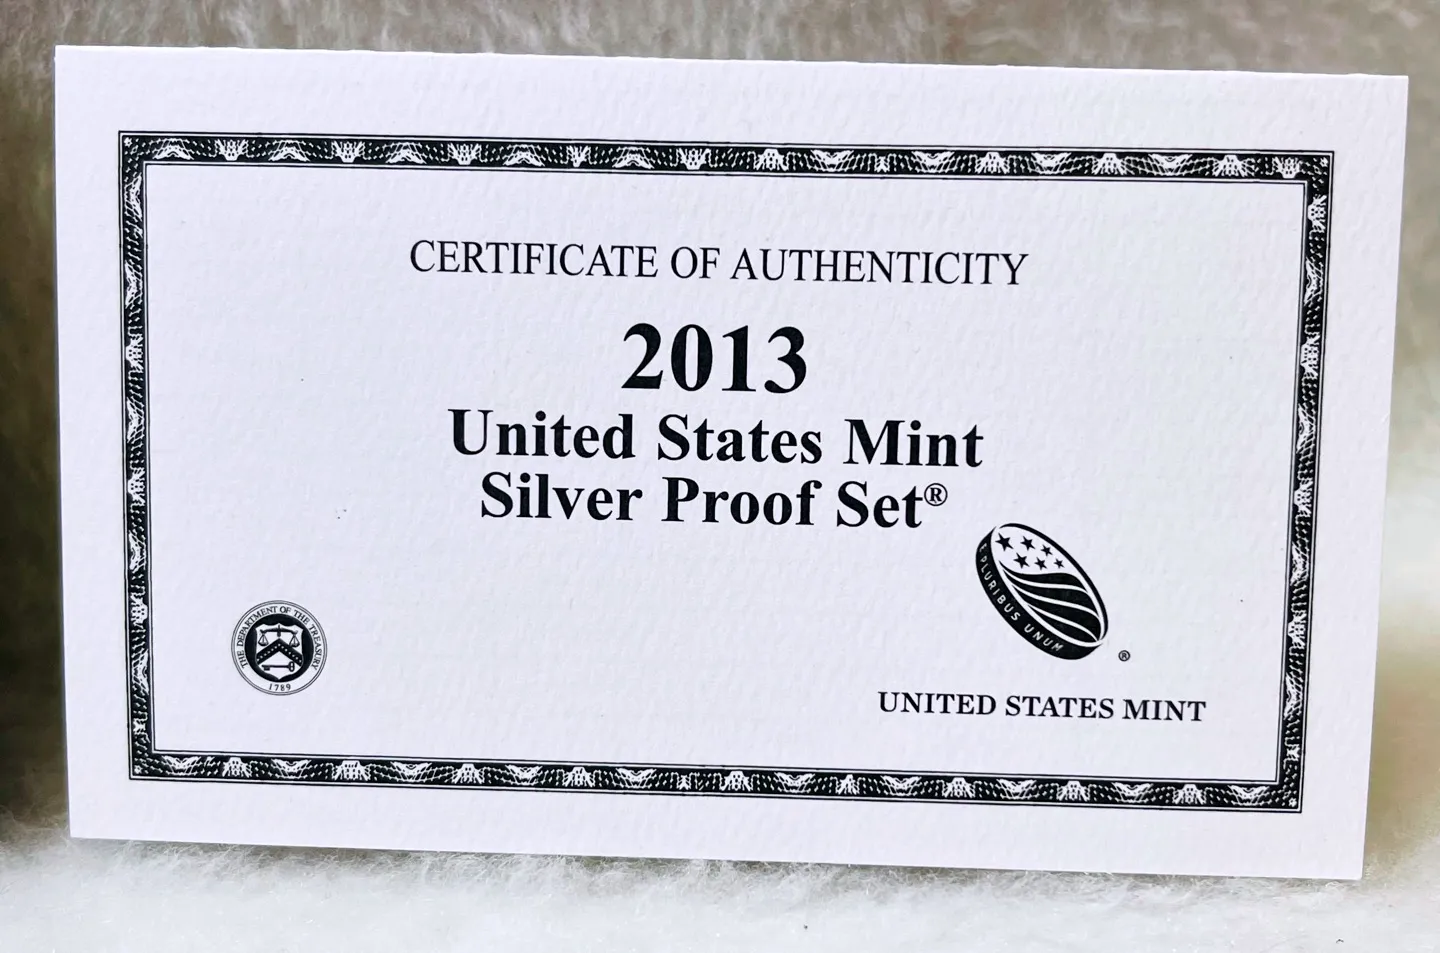 CERTIFICATE OF AUTHENTICITY
2013
United States Mint
Silver Proof Set®
THE DEPARTMENT OF THE TREASURY
1789
E PLURIBUS UNUM
®
UNITED STATES MINT